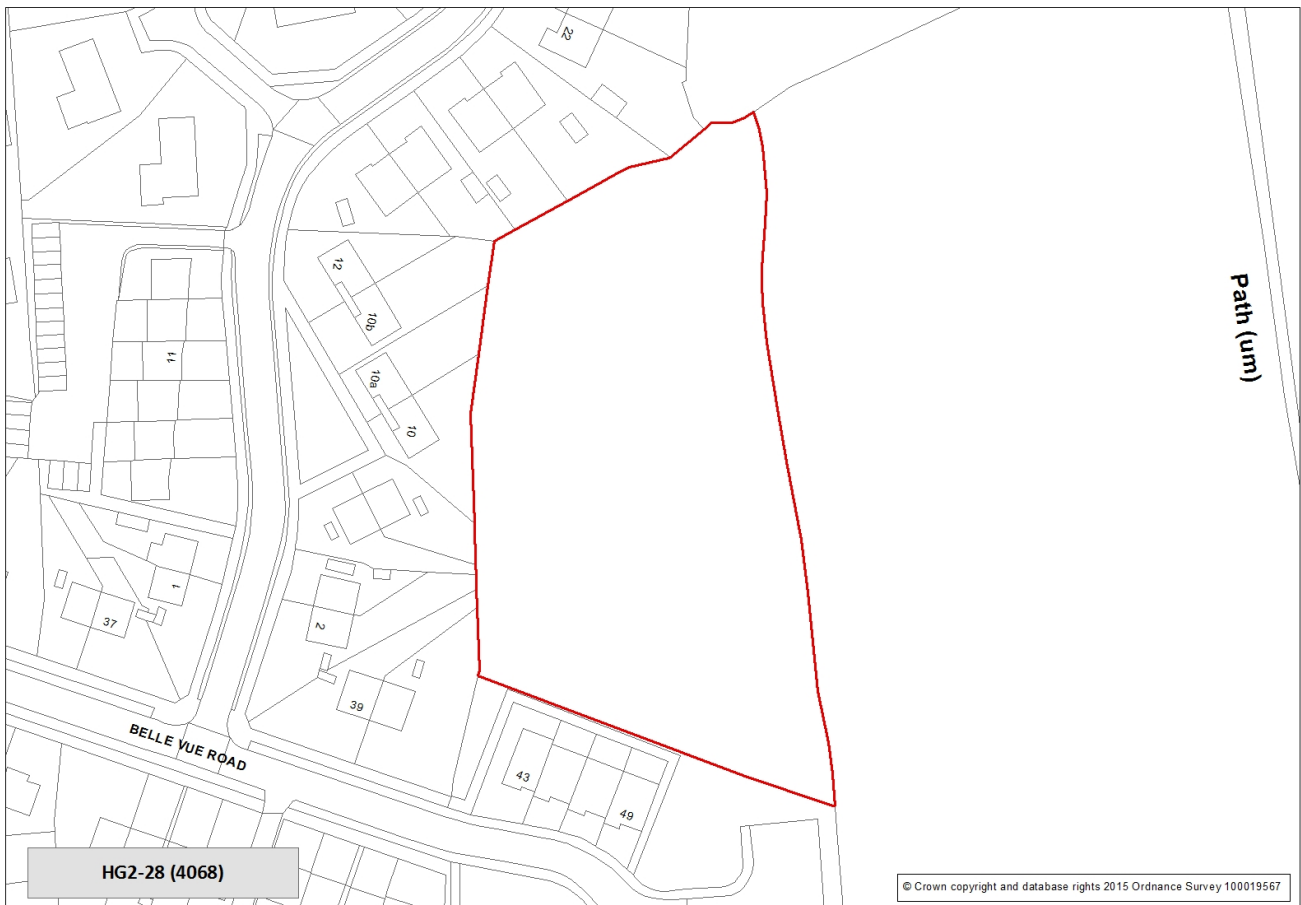 22
12
10b
11
10a
10
1
37
2
39
BELLE VUE ROAD
43
49
Path (um)
HG2-28 (4068)
© Crown copyright and database rights 2015 Ordnance Survey 100019567